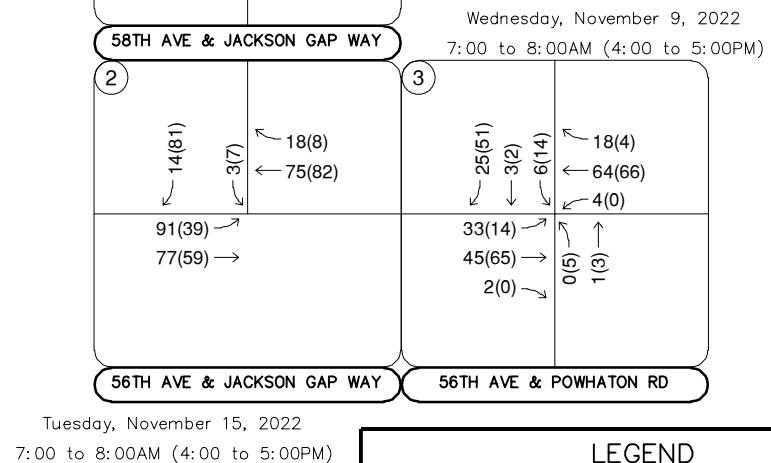 Wednesday, November 9, 2022
58TH AVE & JACKSON GAP WAY
7:00 to 8:00AM (4:00 to 5:00PM)
2
14(81)
3(7)
18(8)
75(82)
91(39)
77(59)
3
25(51)
3(2)
6(14)
18(4)
64(66)
4(0)
33(14)
45(65)
2(0)
0(5)
1(3)
56TH AVE & JACKSON GAP WAY
56TH AVE & POWHATON RD
Tuesday, November 15, 2022
7:00 to 8:00AM (4:00 to 5:00PM)
LEGEND